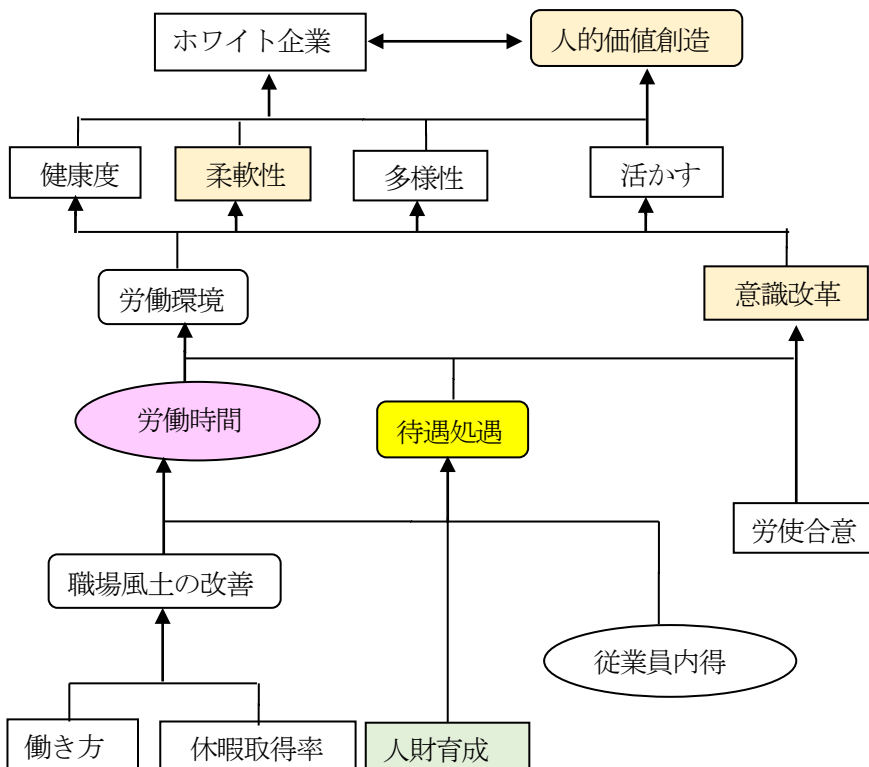 ホワイト企業
人的価値創造
健康度
柔軟性
多様性
活かす
労働環境
意識改革
労働時間
待遇処遇
労使合意
職場風土の改善
従業員内得
働き方
休暇取得率
人財育成